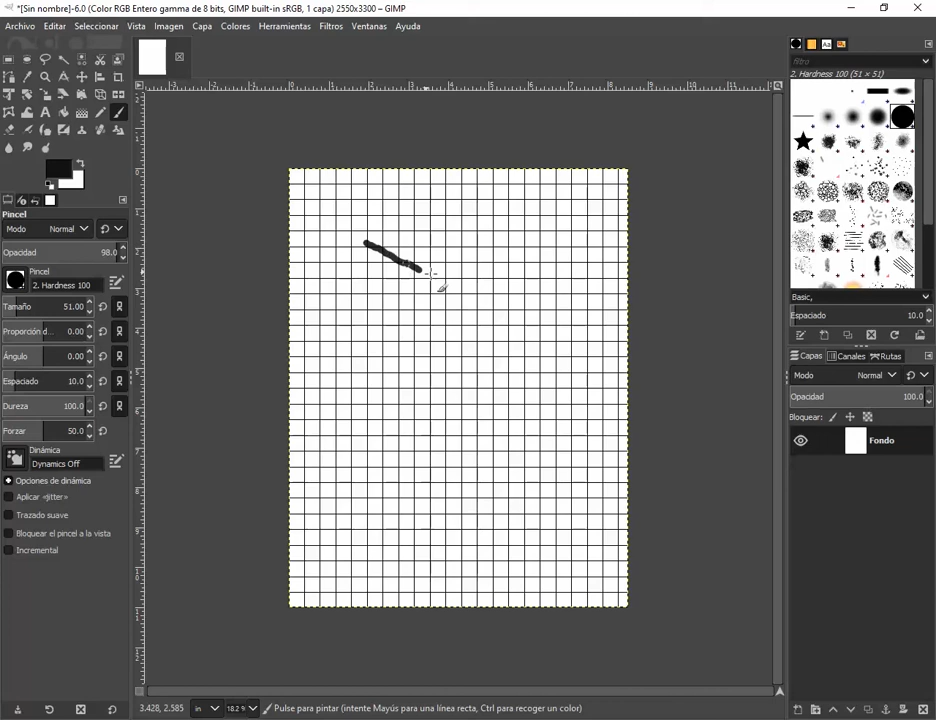 *[Sin nombre]-6.0 (Color RGB Entero gamma de 8 bits, GIMP built-in sRGB, 1 capa) 2550x3300 – GIMP
Archivo Editar Seleccionar Vista Imagen Capa Colores Herramientas Filtros Ventanas Ayuda
filtro
2. Hardness 100 (51 × 51)
Pincel
Modo Normal
Opacidad 98.0
Pincel
2. Hardness 100
Tamaño 51.00
Proporción d... 0.00
Ángulo 0.00
Espaciado 10.0
Dureza 100.0
Forzar 50.0
Dinámica
Dynamics Off
Opciones de dinámica
Aplicar «jitter»
Trazado suave
Bloquear el pincel a la vista
Incremental
Basic,
Espaciado 10.0
Capas Canales Rutas
Modo Normal
Opacidad 100.0
Bloquear:
Fondo
3.428, 2.585 in 18.2 % Pulse para pintar (intente Mayús para una línea recta, Ctrl para recoger un color)